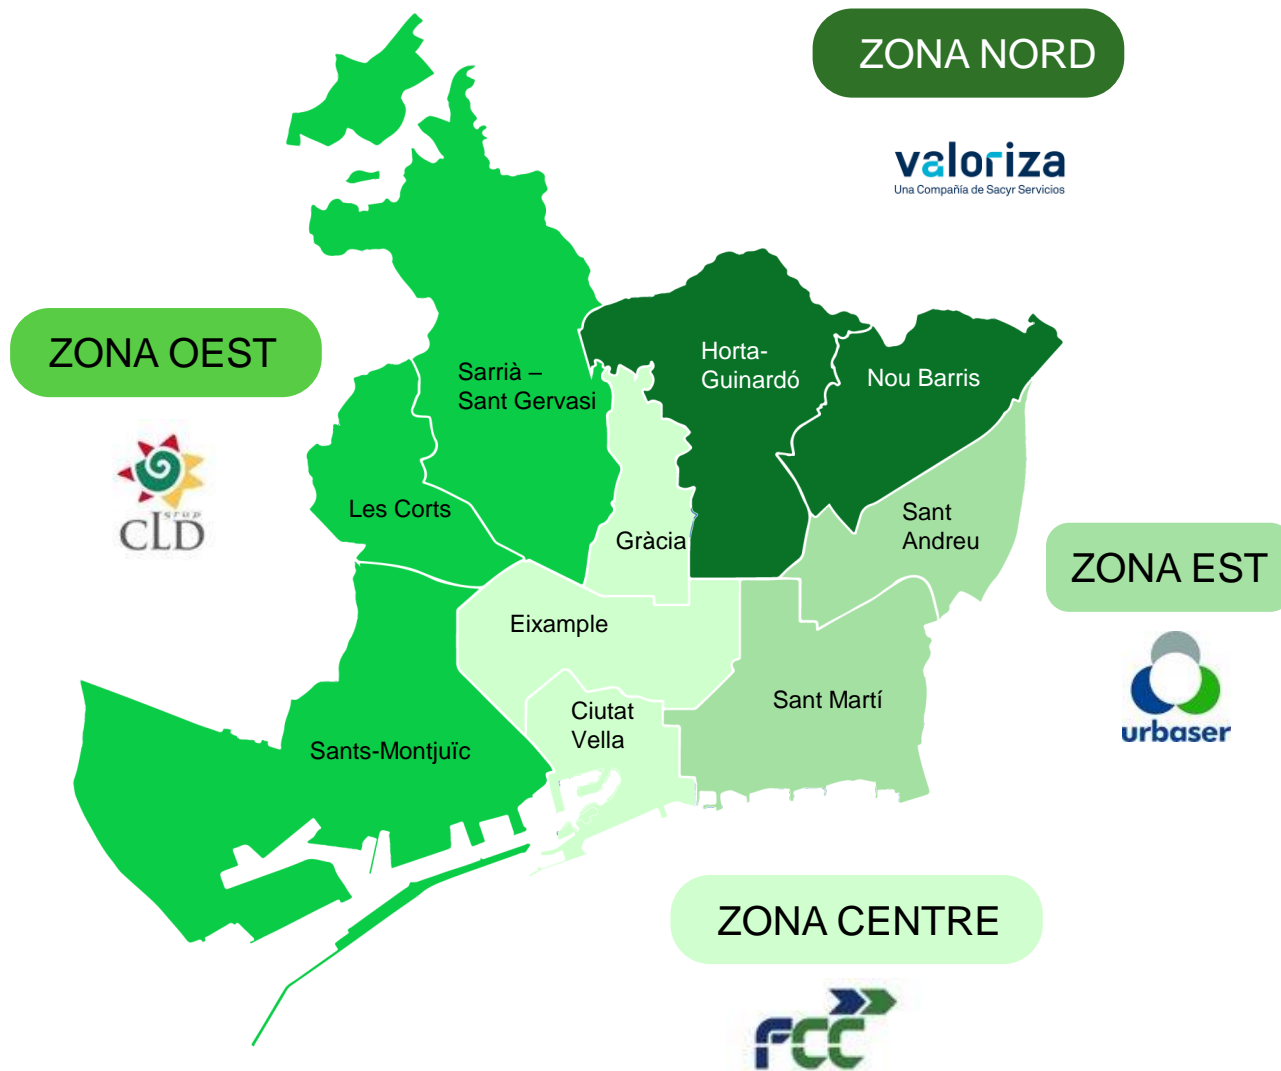 ZONA NORD
valoriza
Una Compañía de Sacyr Servicios
ZONA OEST
grup
CLD
Sarrià –
Sant Gervasi
Horta-
Guinardó
Nou Barris
Les Corts
Gràcia
Sant
Andreu
ZONA EST
urbaser
Eixample
Ciutat
Vella
Sant Martí
Sants-Montjuïc
ZONA CENTRE
FCC